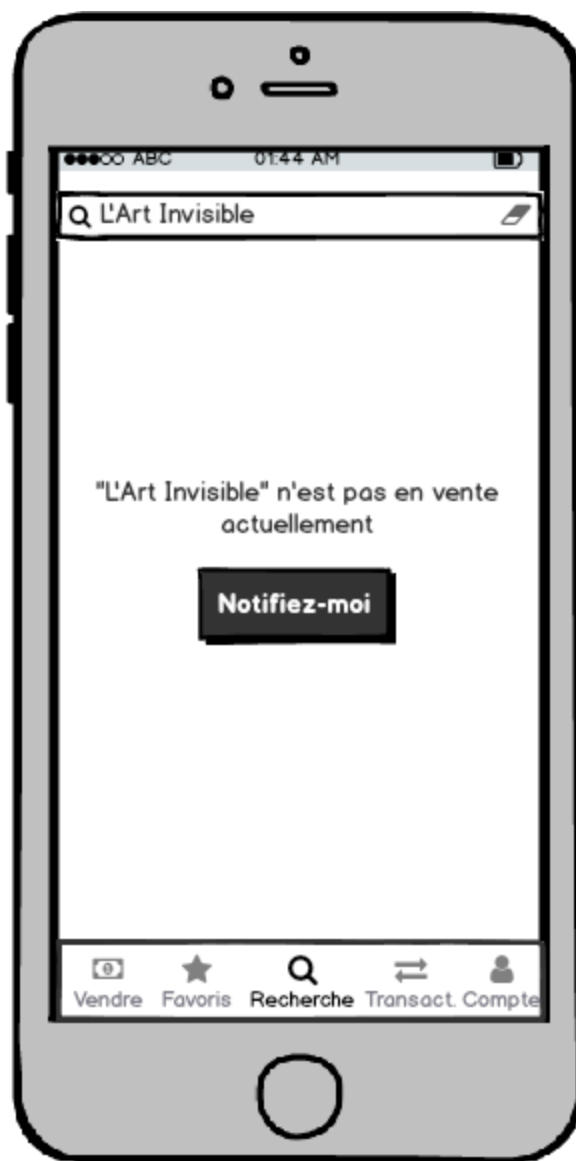 ABC 01:44 AM
L'Art Invisible
"L'Art Invisible" n'est pas en vente
actuellement
Notifiez-moi
Vendre Favoris Recherche Transact. Compte